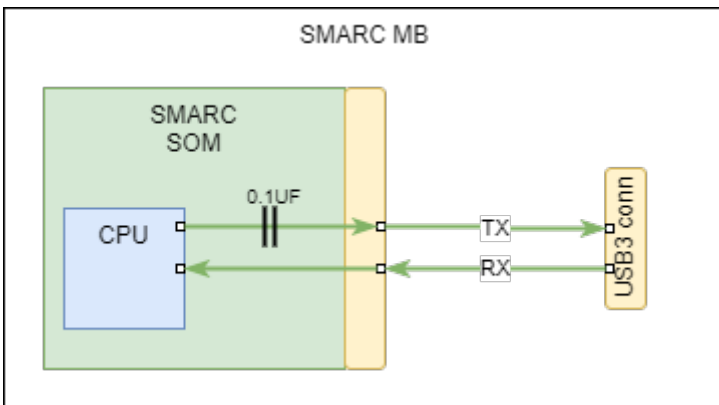 SMARC MB
SMARC
SOM
0.1UF
CPU
TX
RX
USB3 conn